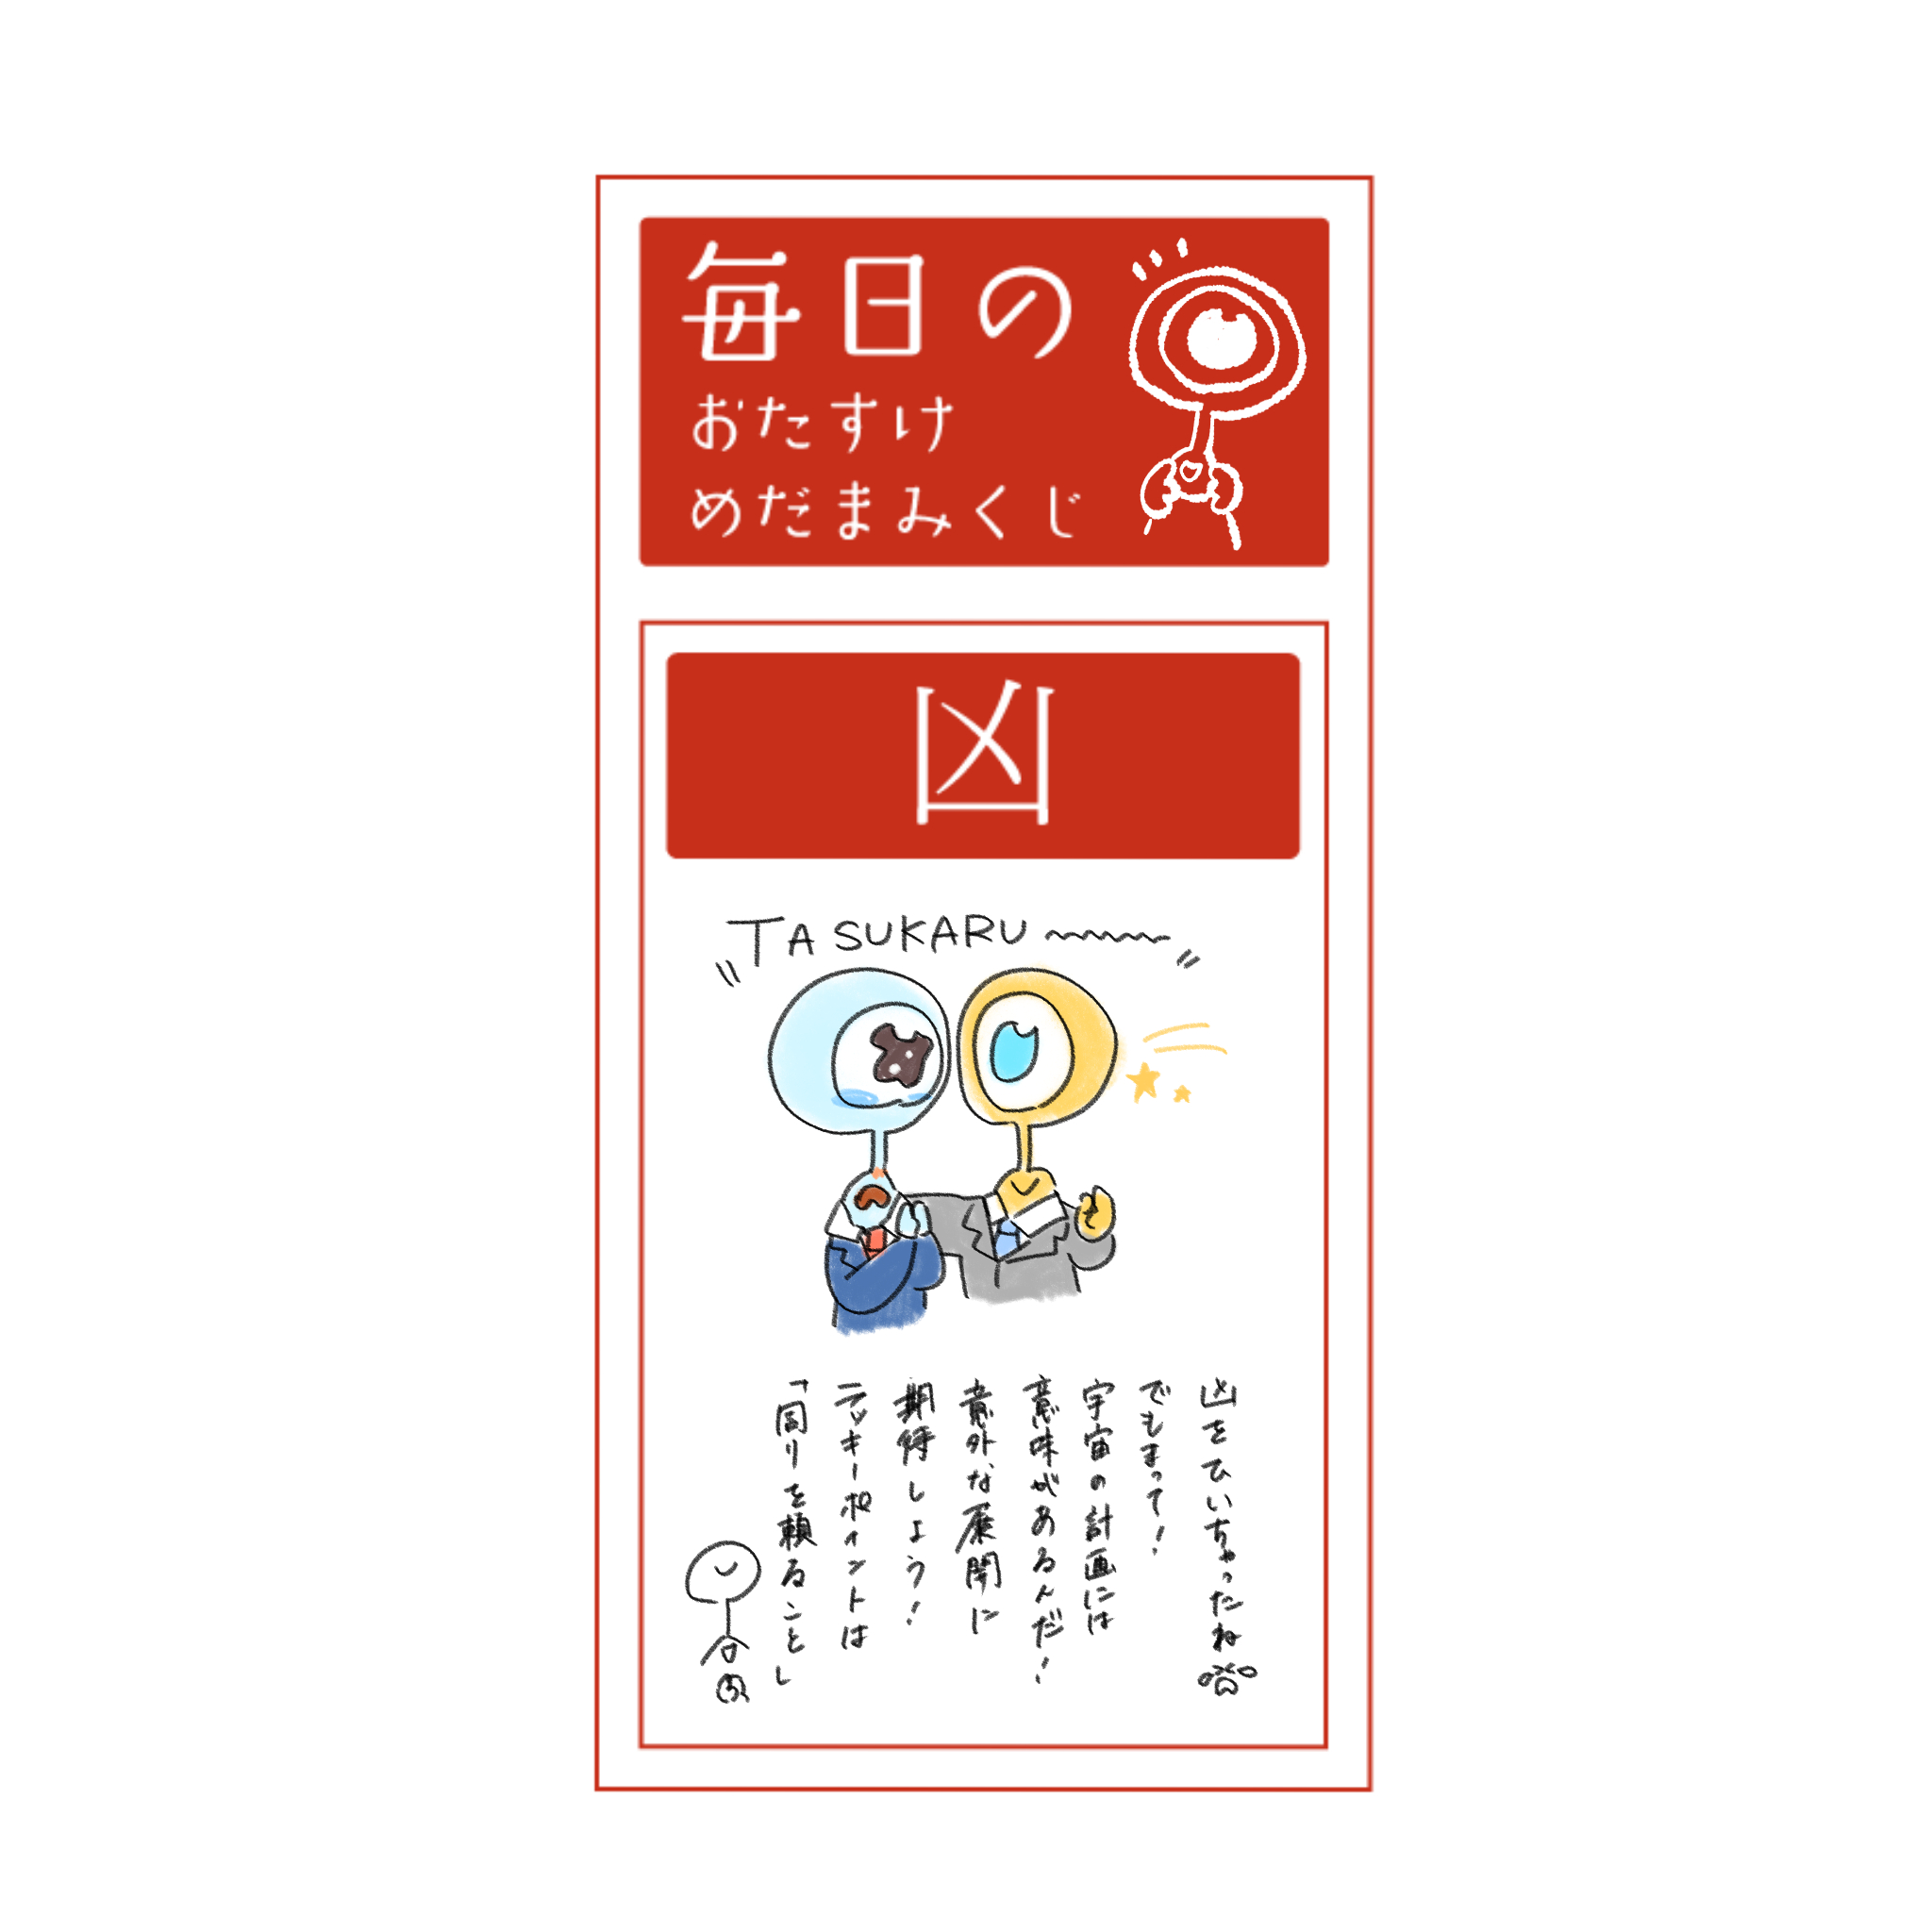 毎日の
おたすけ
めだまみくじ
凶
TASUKARU
凶をひいちゃったね
でもまって!
宇宙の計画には
意味があるんだ!
意外な展開に
期待しよう!
ラッキーポイントは
「周りを頼ること」